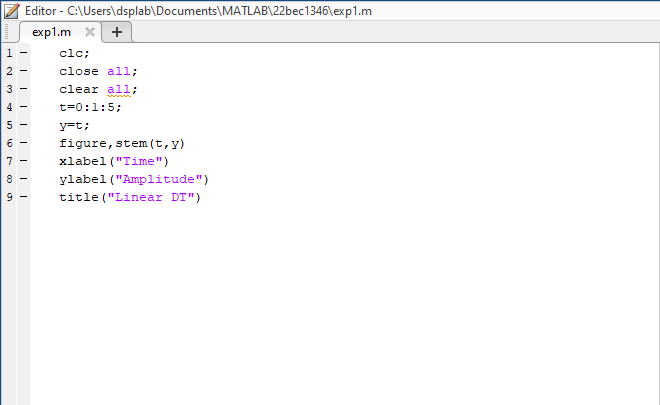 Editor - C:\Users\dsplab\Documents\MATLAB\22bec1346\exp1.m
exp1.m × +
1 - clc;
2 - close all;
3 - clear all;
4 - t=0:1:5;
5 - y=t;
6 - figure,stem(t,y)
7 - xlabel("Time")
8 - ylabel("Amplitude")
9 - title("Linear DT")